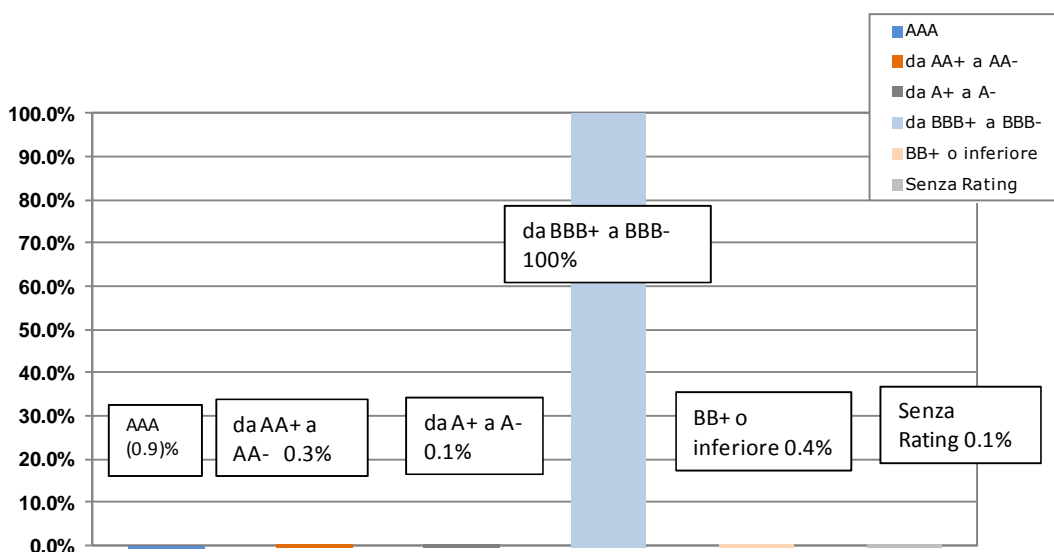 AAA
da AA+ a AA-
da A+ a A-
da BBB+ a BBB-
BB+ o inferiore
Senza Rating
100.0%
90.0%
80.0%
70.0%
60.0%
50.0%
40.0%
30.0%
20.0%
10.0%
0.0%
AAA
(0.9)%
da AA+ a
AA- 0.3%
da A+ a A-
0.1%
da BBB+ a BBB-
100%
BB+ o
inferiore 0.4%
Senza
Rating 0.1%